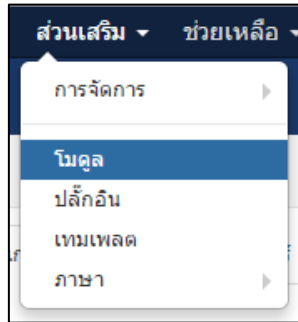 ส่วนเสริม ช่วยเหลือ
การจัดการ
โมดูล
ปลั๊กอิน
เทมเพลต
ภาษา